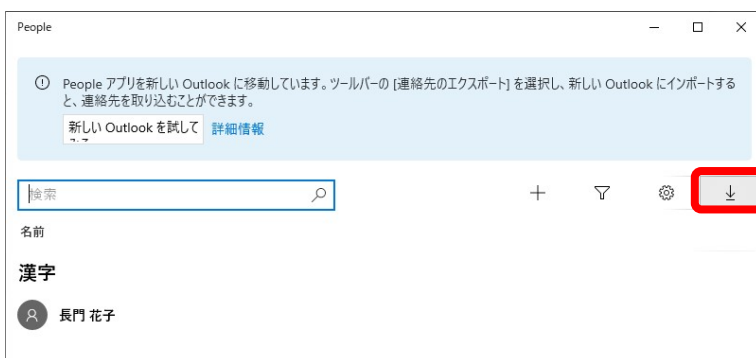 People
People アプリを新しい Outlook に移動しています。ツールバーの [連絡先のエクスポート] を選択し、新しい Outlook にインポートする
と、連絡先を取り込むことができます。
新しい Outlook を試して
詳細情報
検索
名前
漢字
長門 花子